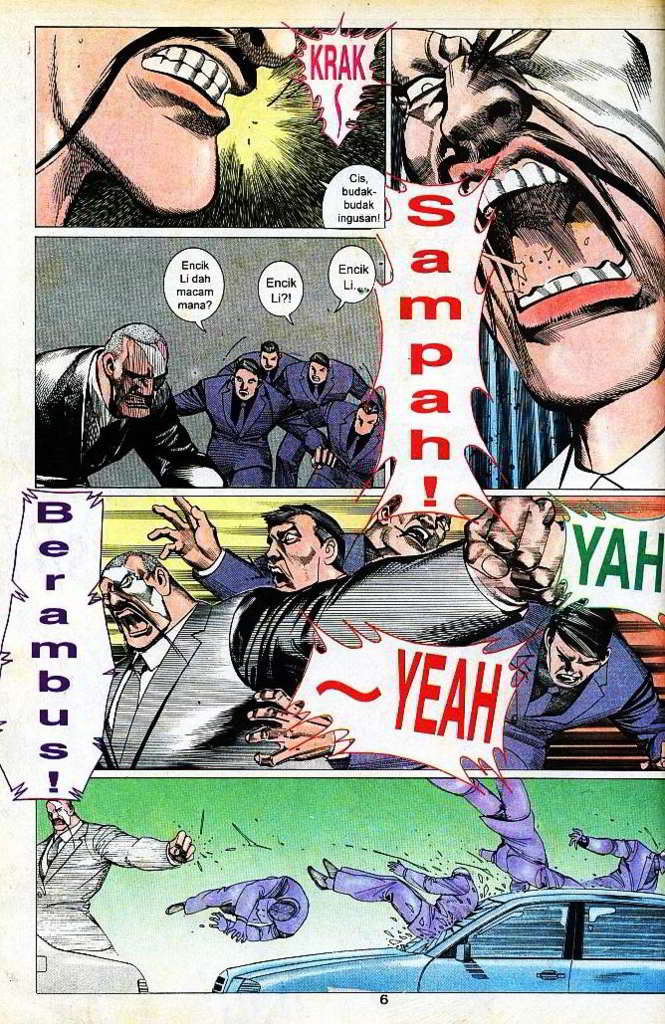 KRAK
~
Cis,
budak-
budak
ingusan!
Sampah!
Encik
Li dah
macam
mana?
Encik
Li?!
Encik
Li...
Berambus!
YAH
~ YEAH
6